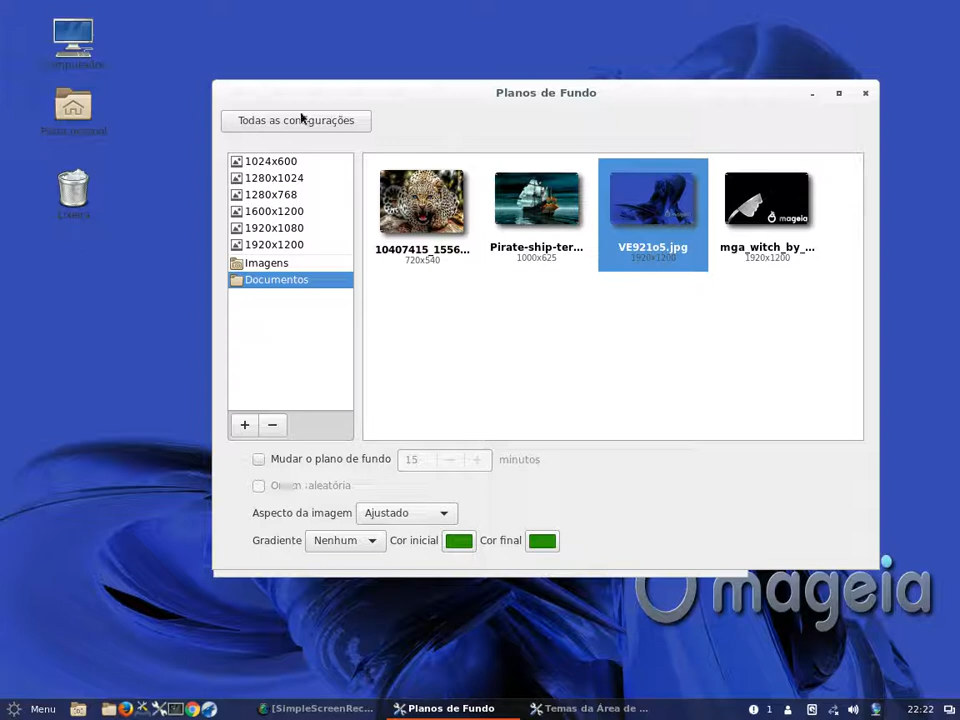 Computador
Pasta pessoal
Lixeira
Planos de Fundo
Todas as configurações
1024x600
1280x1024
1280x768
1600x1200
1920x1080
1920x1200
Imagens
Documentos
10407415_1556...
720x540
Pirate-ship-ter...
1000x625
VE921o5.jpg
1920x1200
mga_witch_by_...
1920x1200
mageia
Mudar o plano de fundo 15 minutos
Ordem aleatória
Aspecto da imagem Ajustado
Gradiente Nenhum Cor inicial Cor final
mageia
Menu [SimpleScreenRec... Planos de Fundo Temas da Área de ... 1 22:22